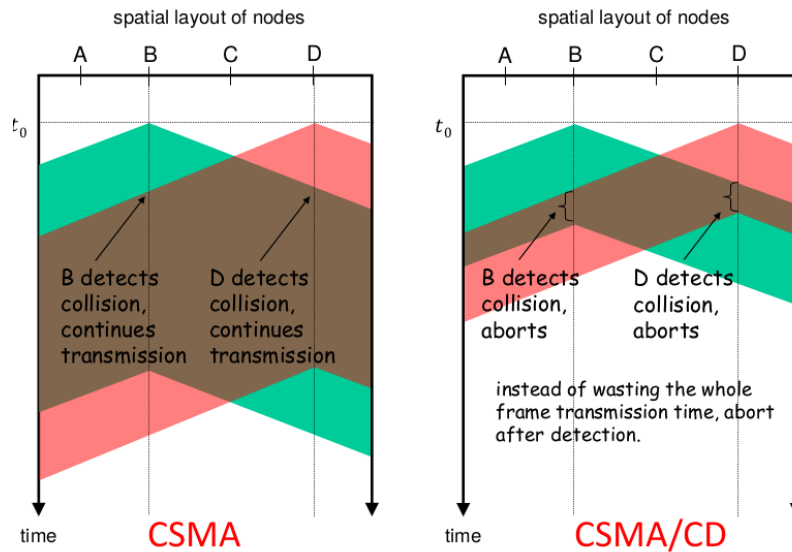 spatial layout of nodes
A B C D
t₀
B detects
collision,
continues
transmission
D detects
collision,
continues
transmission
time
CSMA
spatial layout of nodes
A B C D
t₀
B detects
collision,
aborts
D detects
collision,
aborts
instead of wasting the whole
frame transmission time, abort
after detection.
time
CSMA/CD